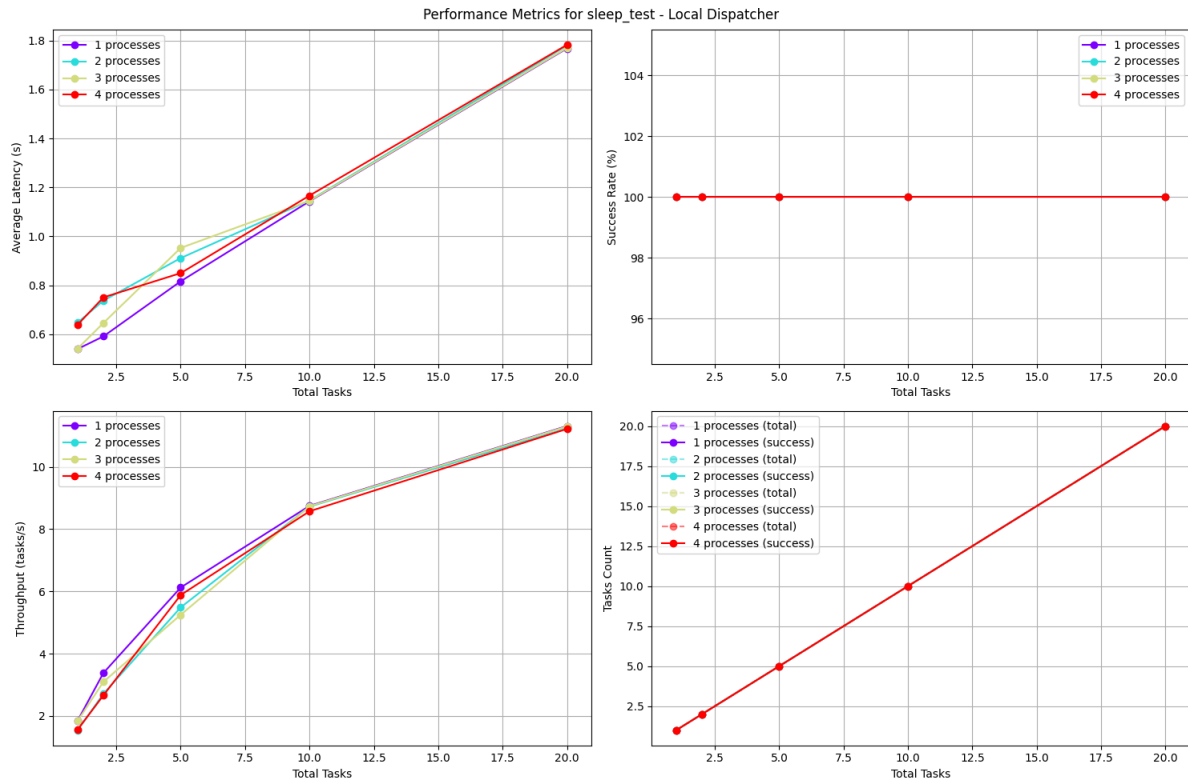 Performance Metrics for sleep_test - Local Dispatcher
1 processes
2 processes
3 processes
4 processes
Average Latency (s)
1.8
1.6
1.4
1.2
1.0
0.8
0.6
2.5
5.0
7.5
10.0
12.5
15.0
17.5
20.0
Total Tasks
1 processes
2 processes
3 processes
4 processes
Success Rate (%)
104
102
100
98
96
2.5
5.0
7.5
10.0
12.5
15.0
17.5
20.0
Total Tasks
1 processes
2 processes
3 processes
4 processes
Throughput (tasks/s)
10
8
6
4
2
2.5
5.0
7.5
10.0
12.5
15.0
17.5
20.0
Total Tasks
1 processes (total)
1 processes (success)
2 processes (total)
2 processes (success)
3 processes (total)
3 processes (success)
4 processes (total)
4 processes (success)
Tasks Count
20.0
17.5
15.0
12.5
10.0
7.5
5.0
2.5
2.5
5.0
7.5
10.0
12.5
15.0
17.5
20.0
Total Tasks